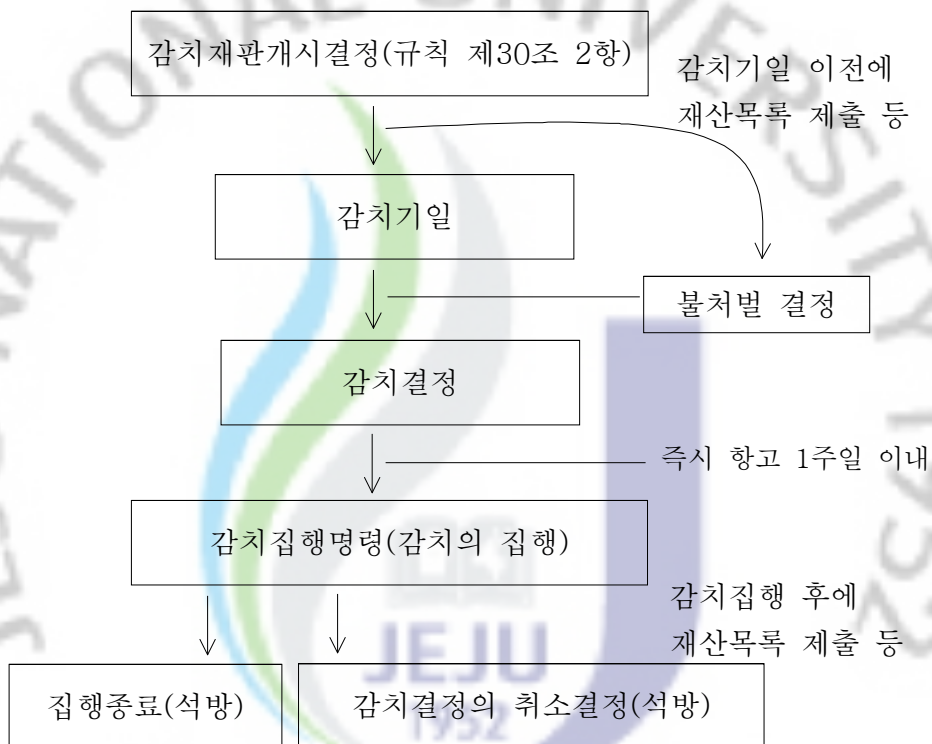 감치재판개시결정(규칙 제30조 2항)
감치기일 이전에
재산목록 제출 등
감치기일
불처벌 결정
감치결정
즉시 항고 1주일 이내
감치집행명령(감치의 집행)
감치집행 후에
재산목록 제출 등
집행종료(석방)
감치결정의 취소결정(석방)
JEJU
1952
JEJU NATIONAL UNIVERSITY 1952